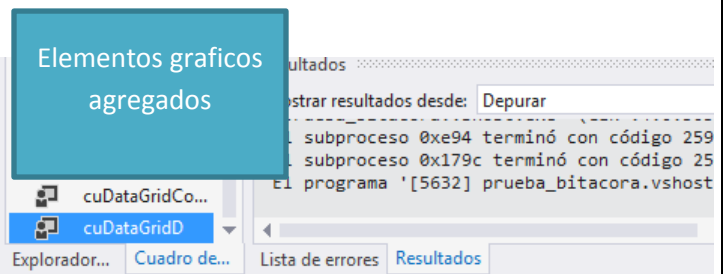 Elementos graficos
agregados
ultados
ostrar resultados desde: Depurar
subproceso 0xe94 terminó con código 259
subproceso 0x179c terminó con código 25
El programa '[5632] prueba_bitacora.vshost
cuDataGridCo...
cuDataGridD
Explorador... Cuadro de... Lista de errores Resultados